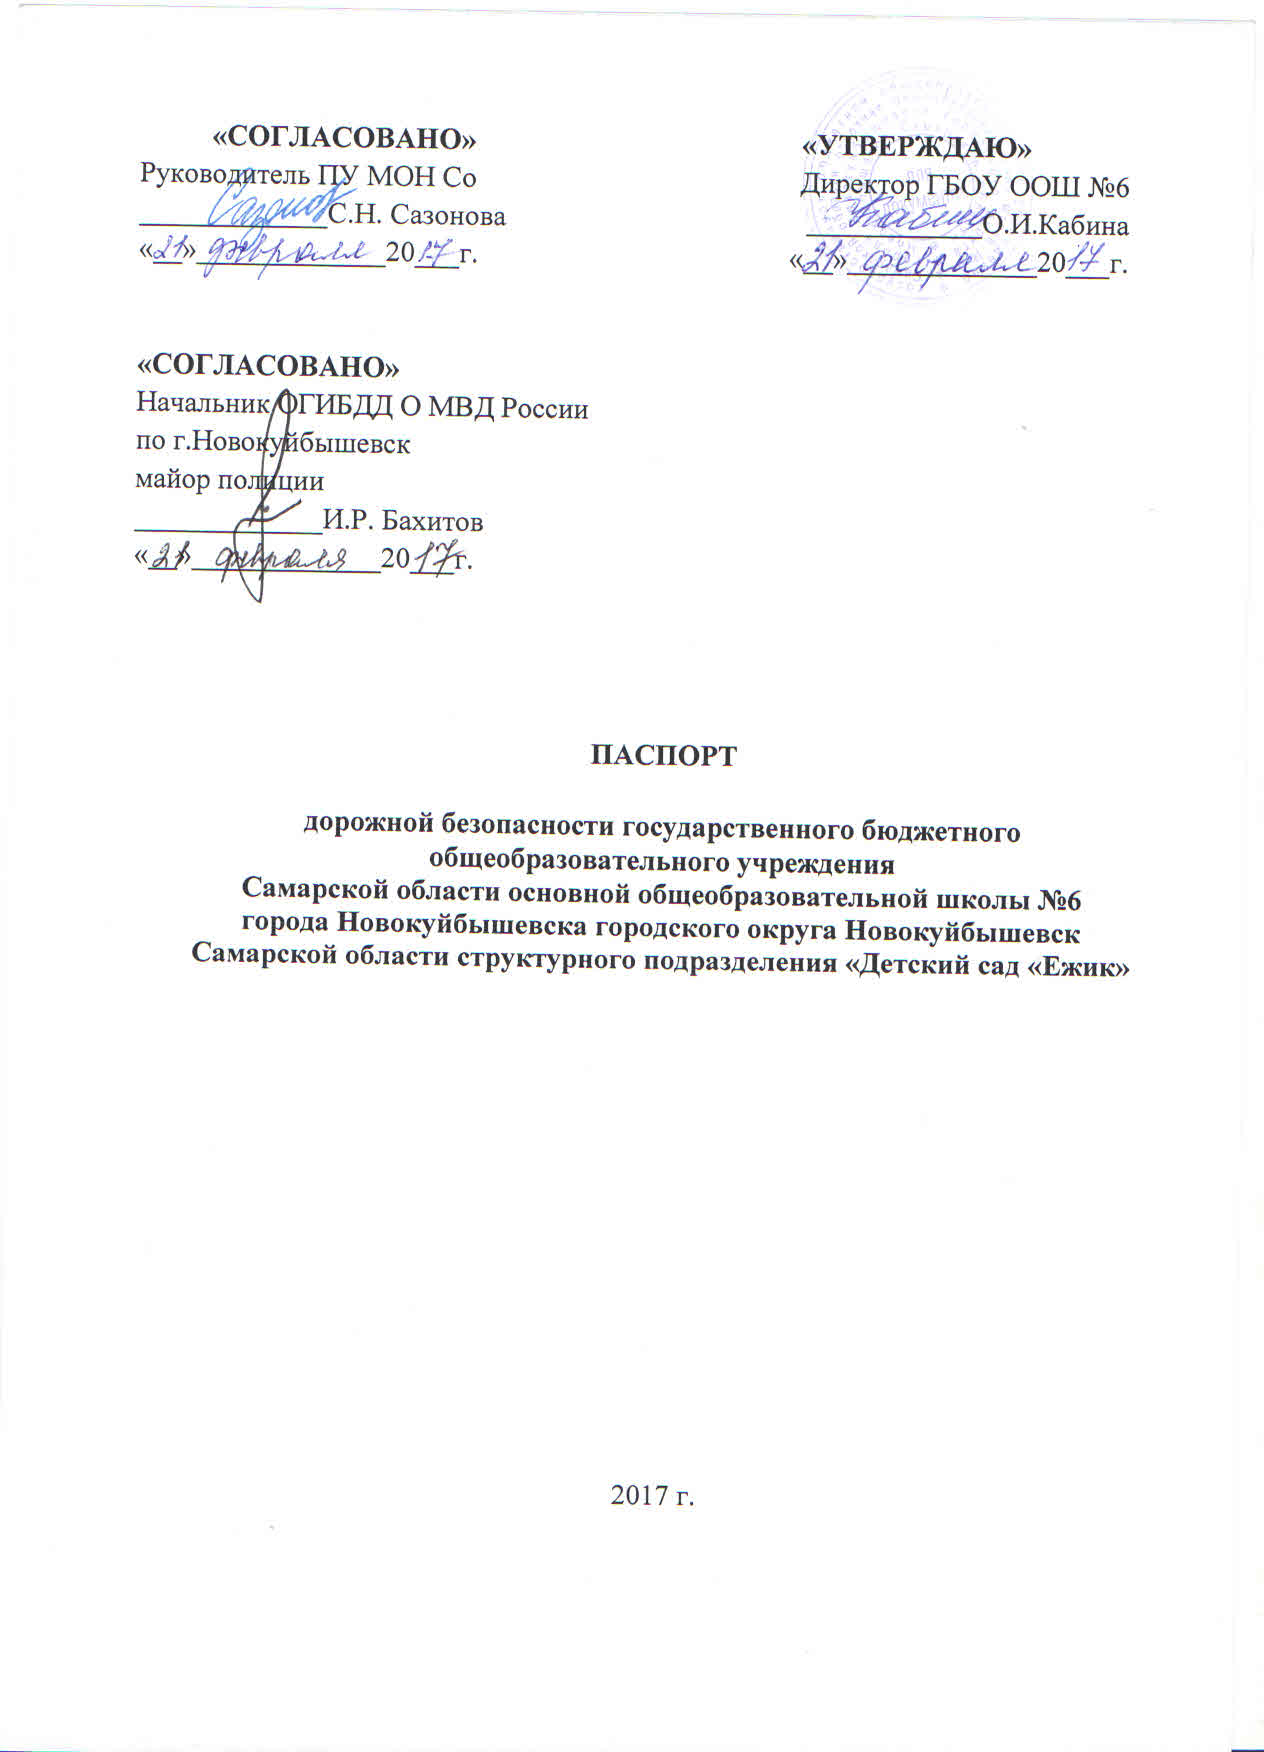 «СОГЛАСОВАНО»
Руководитель ПУ МОН Со
С.Н. Сазонова
«21» февраля 2017 г.
«УТВЕРЖДАЮ»
Директор ГБОУ ООШ №6
О.И.Кабина
«21» февраля 2017 г.
«СОГЛАСОВАНО»
Начальник ОГИБДД О МВД России
по г.Новокуйбышевск
майор полиции
И.Р. Бахитов
«21» февраля 2017 г.
ПАСПОРТ
дорожной безопасности государственного бюджетного
общеобразовательного учреждения
Самарской области основной общеобразовательной школы №6
города Новокуйбышевска городского округа Новокуйбышевск
Самарской области структурного подразделения «Детский сад «Ежик»
2017 г.